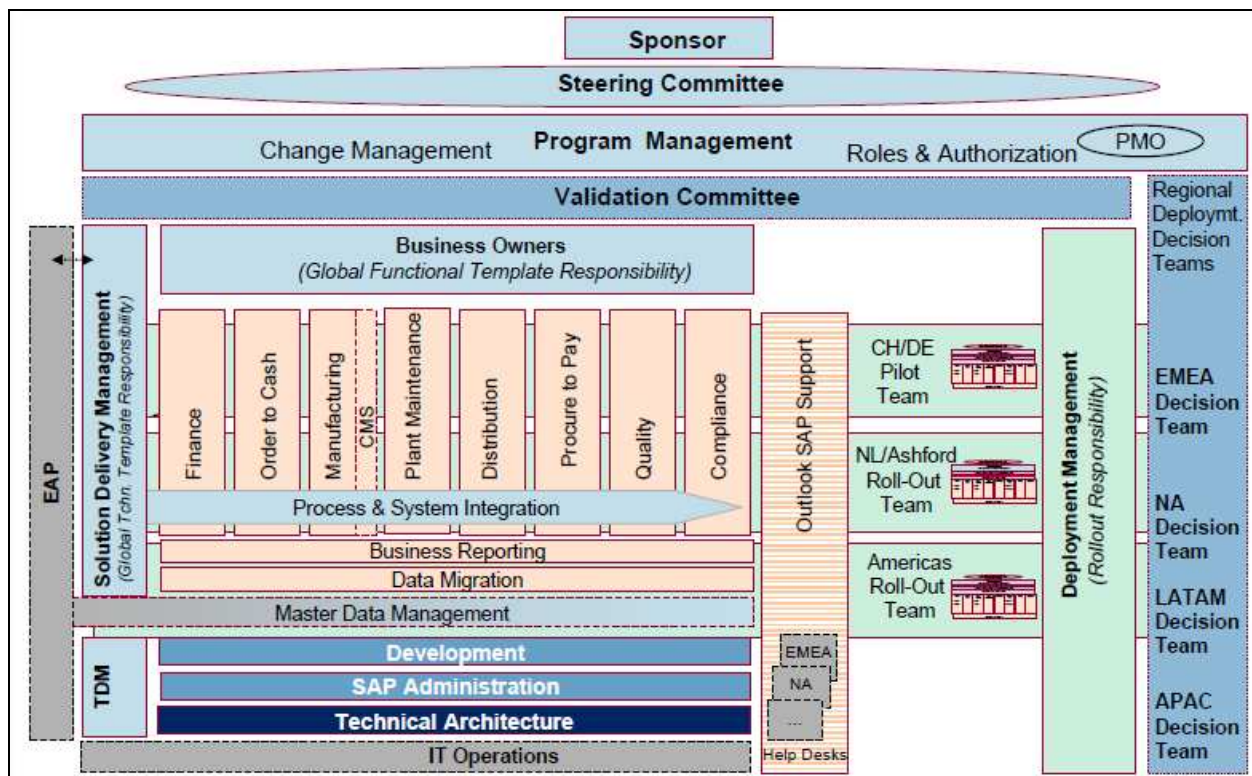 Sponsor
Steering Committee
Program Management
Change Management
Roles & Authorization
PMO
Validation Committee
Regional
Deploymt.
Decision
Teams
Business Owners
(Global Functional Template Responsibility)
EAP
Solution Delivery Management
(Global Tchn. Template Responsibility)
Finance
Order to Cash
Manufacturing
CMS
Plant Maintenance
Distribution
Procure to Pay
Quality
Compliance
Process & System Integration
Business Reporting
Data Migration
Master Data Management
TDM
Development
SAP Administration
Technical Architecture
IT Operations
Outlook SAP Support
EMEA
NA
....
Help Desks
CH/DE
Pilot
Team
NL/Ashford
Roll-Out
Team
Americas
Roll-Out
Team
Deployment Management
(Rollout Responsibility)
EMEA
Decision
Team
NA
Decision
Team
LATAM
Decision
Team
APAC
Decision
Team